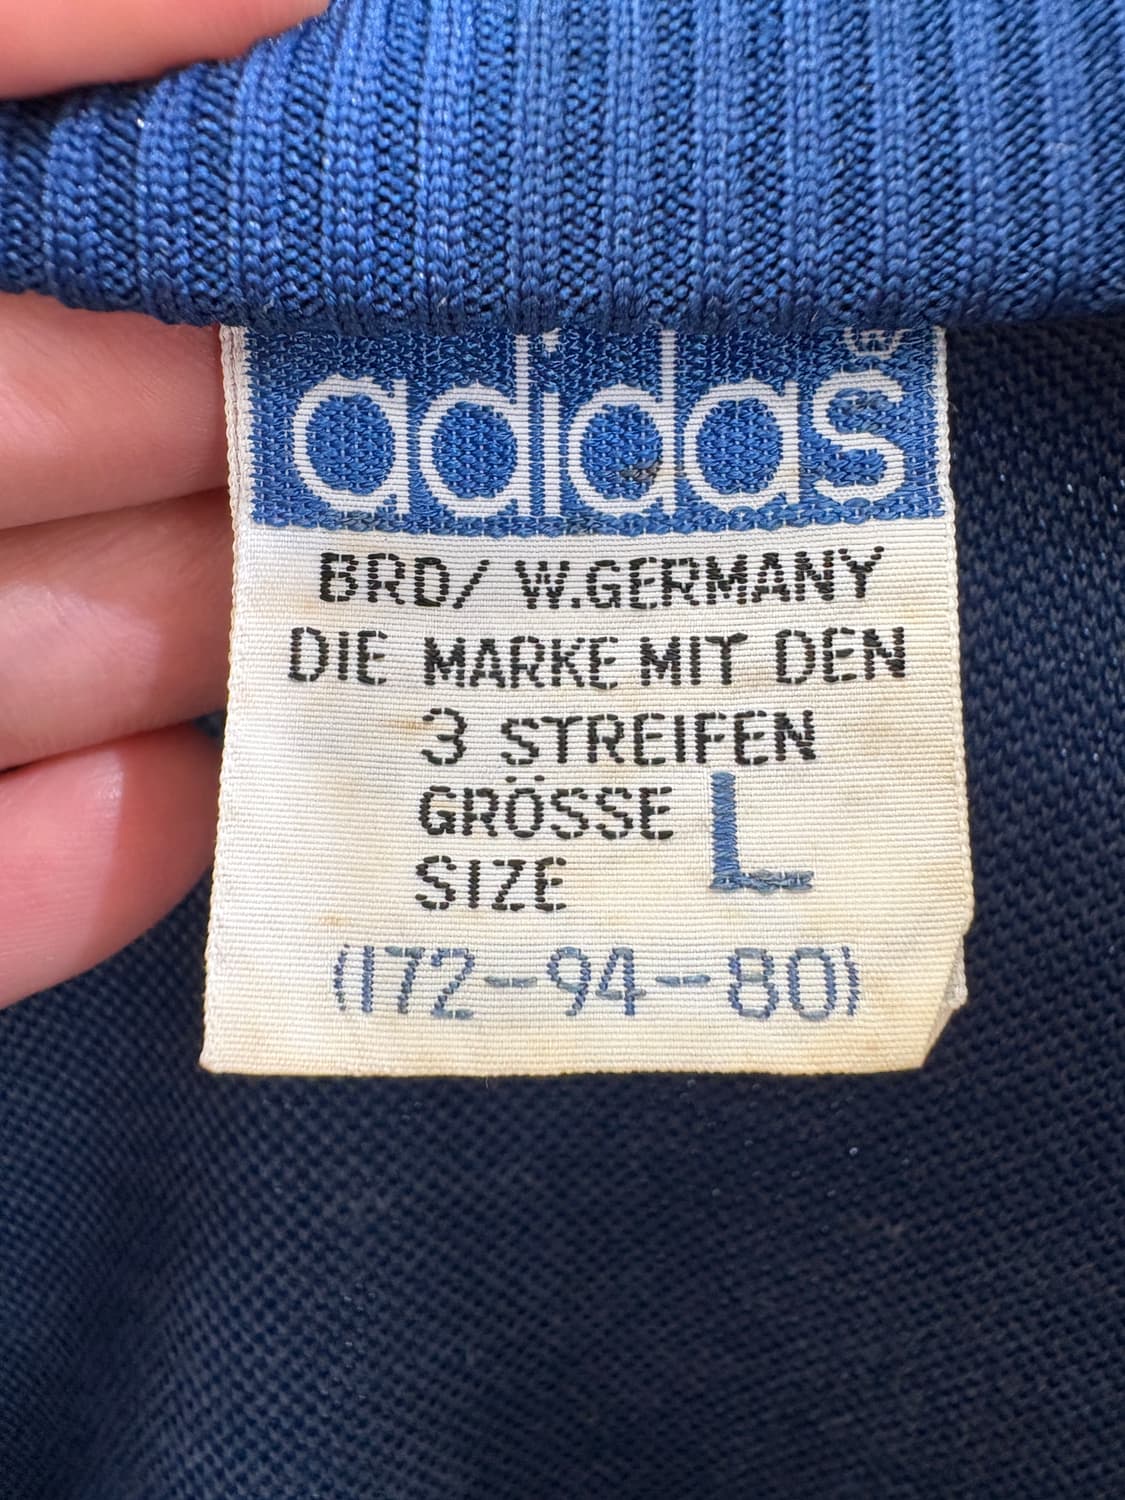 adidas®
BRD/ W.GERMANY
DIE MARKE MIT DEN
3 STREIFEN
GRÖSSE L
SIZE
(172-94-80)